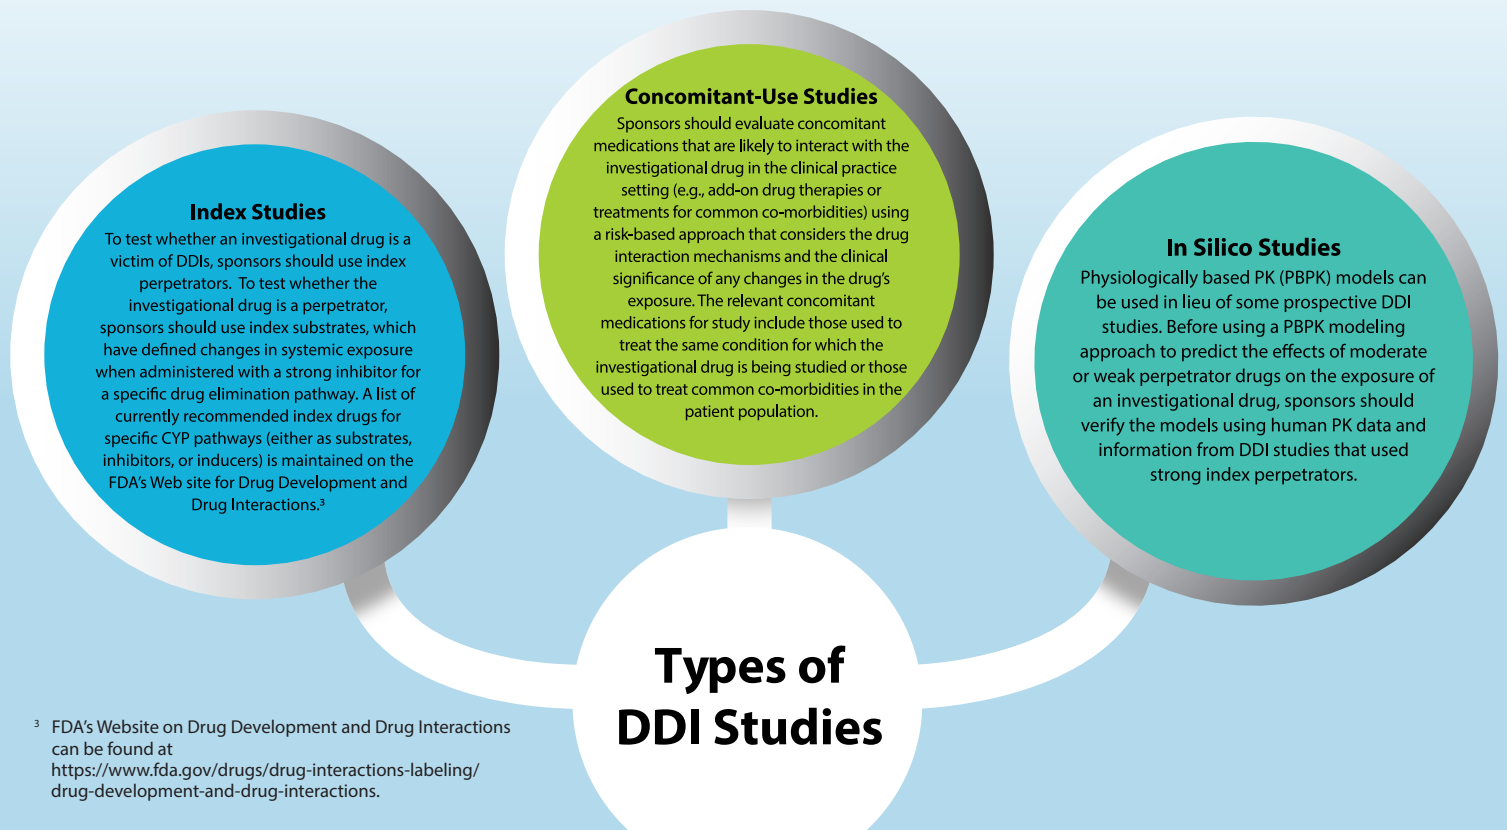 Index Studies
To test whether an investigational drug is a
victim of DDIs, sponsors should use index
perpetrators.  To test whether the
investigational drug is a perpetrator,
sponsors should use index substrates, which
have defined changes in systemic exposure
when administered with a strong inhibitor for
a specific drug elimination pathway. A list of
currently recommended index drugs for
specific CYP pathways (either as substrates,
inhibitors, or inducers) is maintained on the
FDA's Web site for Drug Development and
Drug Interactions.³
Concomitant-Use Studies
Sponsors should evaluate concomitant
medications that are likely to interact with the
investigational drug in the clinical practice
setting (e.g., add-on drug therapies or
treatments for common co-morbidities) using
a risk-based approach that considers the drug
interaction mechanisms and the clinical
significance of any changes in the drug's
exposure. The relevant concomitant
medications for study include those used to
treat the same condition for which the
investigational drug is being studied or those
used to treat common co-morbidities in the
patient population.
In Silico Studies
Physiologically based PK (PBPK) models can
be used in lieu of some prospective DDI
studies. Before using a PBPK modeling
approach to predict the effects of moderate
or weak perpetrator drugs on the exposure of
an investigational drug, sponsors should
verify the models using human PK data and
information from DDI studies that used
strong index perpetrators.
Types of
DDI Studies
³ FDA's Website on Drug Development and Drug Interactions
can be found at
https://www.fda.gov/drugs/drug-interactions-labeling/
drug-development-and-drug-interactions.